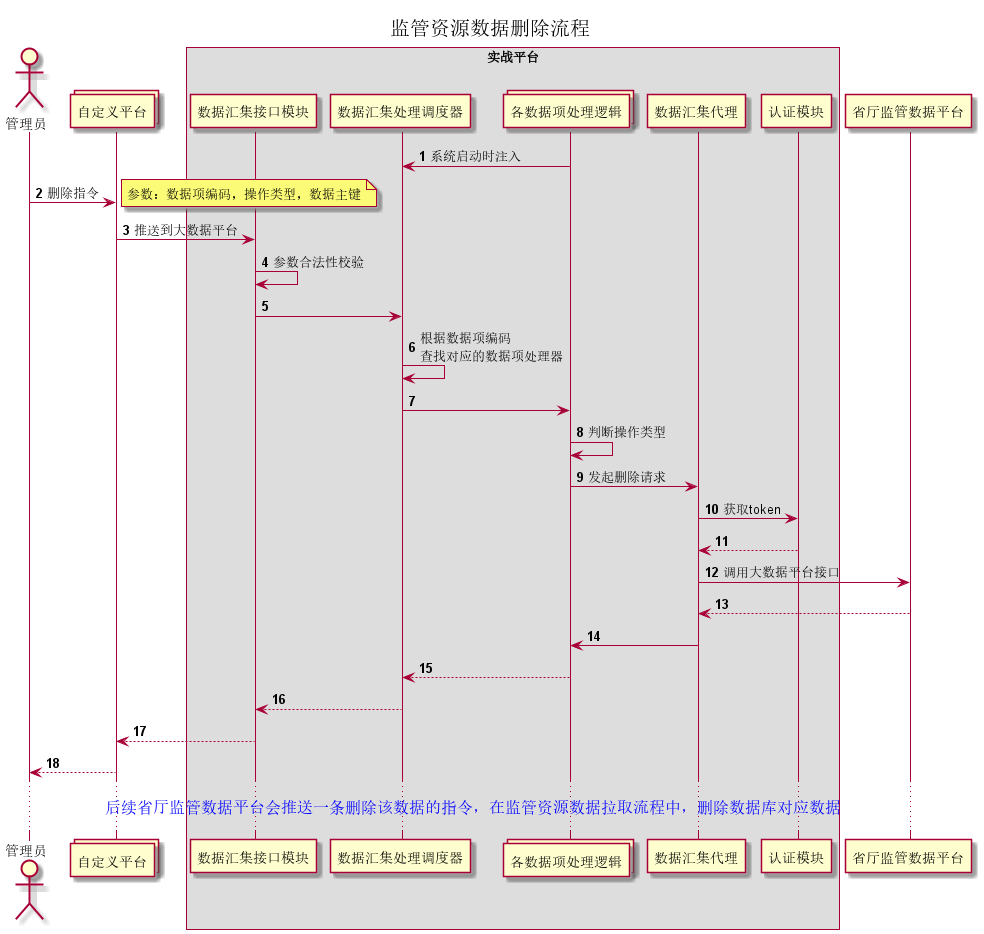 监管资源数据删除流程
实战平台
管理员
自定义平台
数据汇集接口模块
数据汇集处理调度器
各数据项处理逻辑
数据汇集代理
认证模块
省厅监管数据平台
1 系统启动时注入
2 删除指令
参数：数据项编码，操作类型，数据主键
3 推送到大数据平台
4 参数合法性校验
5
6 根据数据项编码
查找对应的数据项处理器
7
8 判断操作类型
9 发起删除请求
10 获取token
11
12 调用大数据平台接口
13
14
15
16
17
18
后续省厅监管数据平台会推送一条删除该数据的指令，在监管资源数据拉取流程中，删除数据库对应数据
管理员
自定义平台
数据汇集接口模块
数据汇集处理调度器
各数据项处理逻辑
数据汇集代理
认证模块
省厅监管数据平台